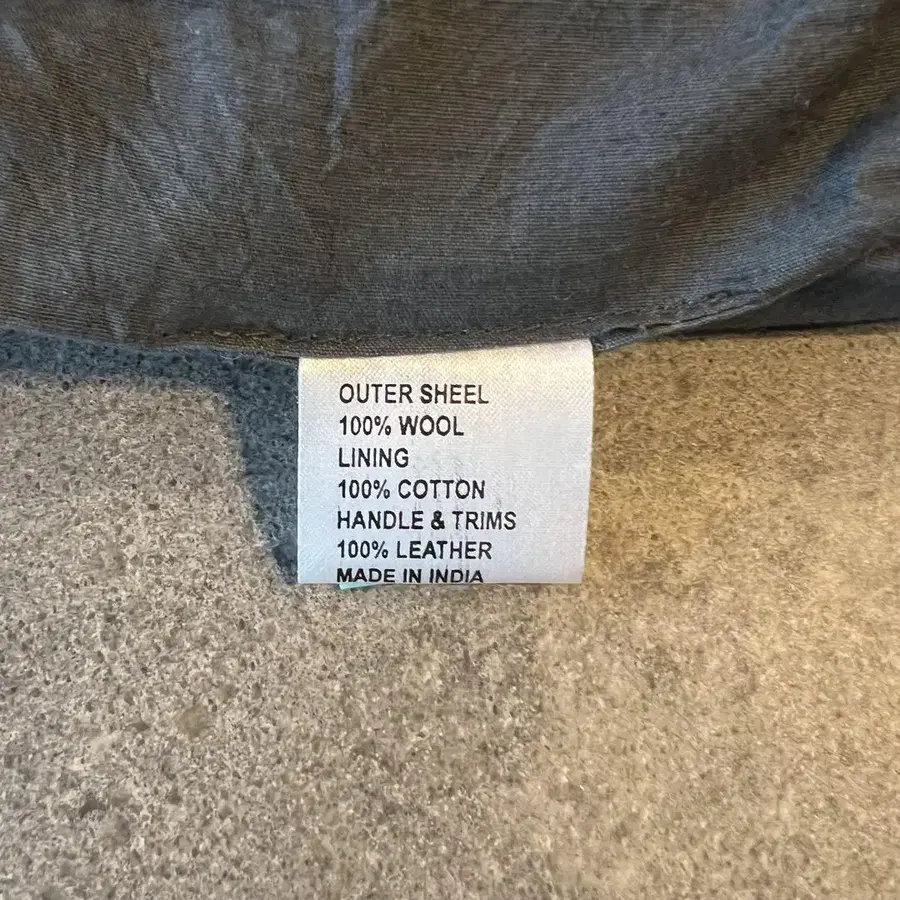 OUTER SHEEL
100% WOOL
LINING
100% COTTON
HANDLE & TRIMS
100% LEATHER
MADE IN INDIA